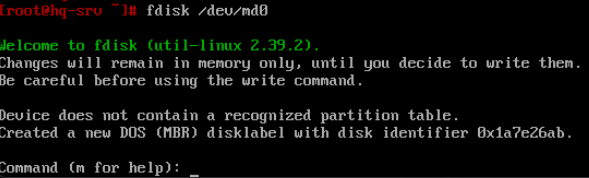 [root@hq-srv ~]# fdisk /dev/md0
Welcome to fdisk (util-linux 2.39.2).
Changes will remain in memory only, until you decide to write them.
Be careful before using the write command.
Device does not contain a recognized partition table.
Created a new DOS (MBR) disklabel with disk identifier 0x1a7e26ab.
Command (m for help): _